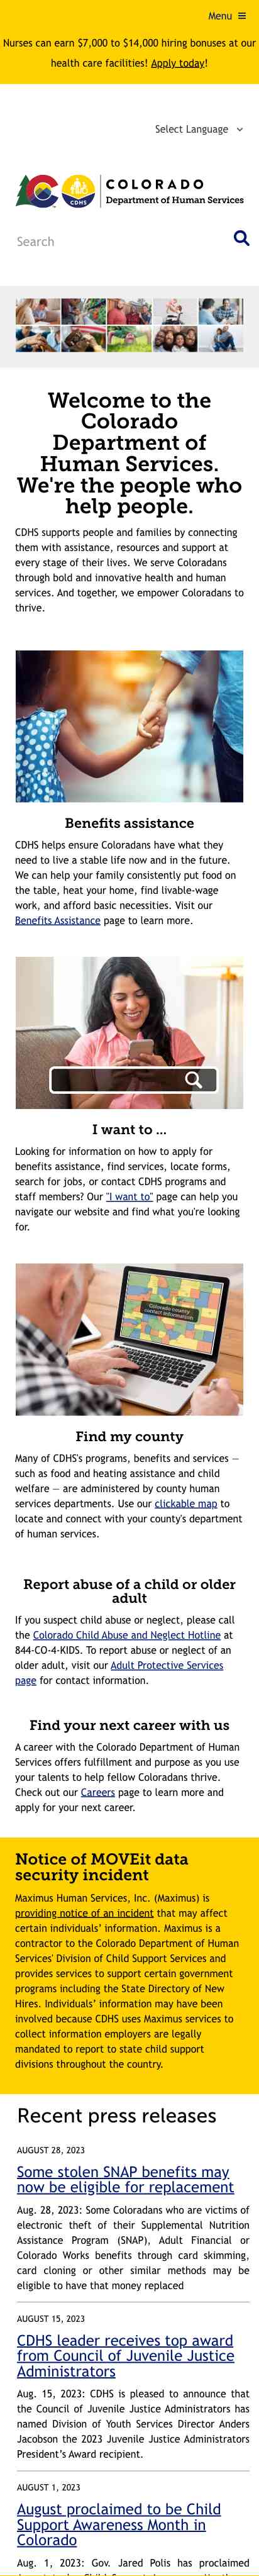 Menu
Nurses can earn $7,000 to $14,000 hiring bonuses at our
health care facilities! Apply today!
Select Language
CDHS
COLORADO
Department of Human Services
Search
Welcome to the
Colorado
Department of
Human Services.
We're the people who
help people.
CDHS supports people and families by connecting
them with assistance, resources and support at
every stage of their lives. We serve Coloradans
through bold and innovative health and human
services. And together, we empower Coloradans to
thrive.
Benefits assistance
CDHS helps ensure Coloradans have what they
need to live a stable life now and in the future.
We can help your family consistently put food on
the table, heat your home, find livable-wage
work, and afford basic necessities. Visit our
Benefits Assistance page to learn more.
I want to ...
Looking for information on how to apply for
benefits assistance, find services, locate forms,
search for jobs, or contact CDHS programs and
staff members? Our "I want to" page can help you
navigate our website and find what you're looking
for.
Colorado county
contact information
Find my county
Many of CDHS's programs, benefits and services —
such as food and heating assistance and child
welfare — are administered by county human
services departments. Use our clickable map to
locate and connect with your county's department
of human services.
Report abuse of a child or older
adult
If you suspect child abuse or neglect, please call
the Colorado Child Abuse and Neglect Hotline at
844-CO-4-KIDS. To report abuse or neglect of an
older adult, visit our Adult Protective Services
page for contact information.
Find your next career with us
A career with the Colorado Department of Human
Services offers fulfillment and purpose as you use
your talents to help fellow Coloradans thrive.
Check out our Careers page to learn more and
apply for your next career.
Notice of MOVEit data
security incident
Maximus Human Services, Inc. (Maximus) is
providing notice of an incident that may affect
certain individuals’ information. Maximus is a
contractor to the Colorado Department of Human
Services' Division of Child Support Services and
provides services to support certain government
programs including the State Directory of New
Hires. Individuals’ information may have been
involved because CDHS uses Maximus services to
collect information employers are legally
mandated to report to state child support
divisions throughout the country.
Recent press releases
AUGUST 28, 2023
Some stolen SNAP benefits may
now be eligible for replacement
Aug. 28, 2023: Some Coloradans who are victims of
electronic theft of their Supplemental Nutrition
Assistance Program (SNAP), Adult Financial or
Colorado Works benefits through card skimming,
card cloning or other similar methods may be
eligible to have that money replaced
AUGUST 15, 2023
CDHS leader receives top award
from Council of Juvenile Justice
Administrators
Aug. 15, 2023: CDHS is pleased to announce that
the Council of Juvenile Justice Administrators has
named Division of Youth Services Director Anders
Jacobson the 2023 Juvenile Justice Administrators
President’s Award recipient.
AUGUST 1, 2023
August proclaimed to be Child
Support Awareness Month in
Colorado
Aug. 1, 2023: Gov. Jared Polis has proclaimed